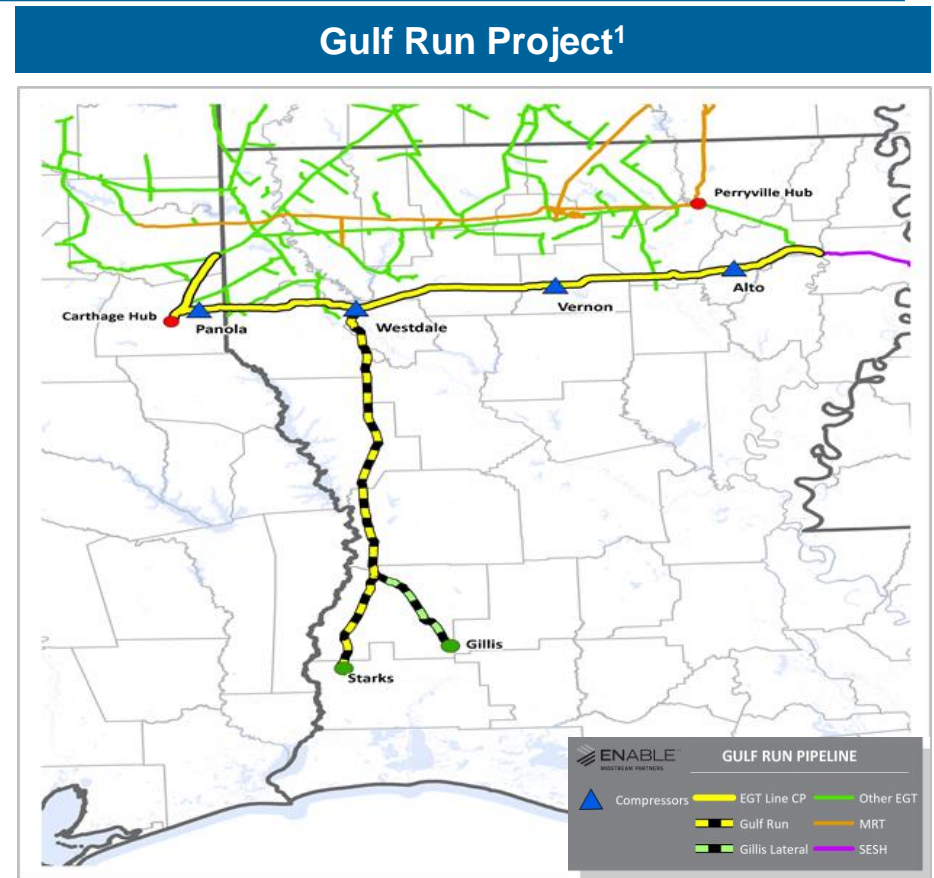 Gulf Run Project1
Perryville Hub
Alto
Vernon
Carthage Hub
Panola
Westdale
Gillis
Starks
ENABLE
MIDSTREAM PARTNERS
GULF RUN PIPELINE
Compressors
EGT Line CP
Other EGT
Gulf Run
MRT
Gillis Lateral
SESH